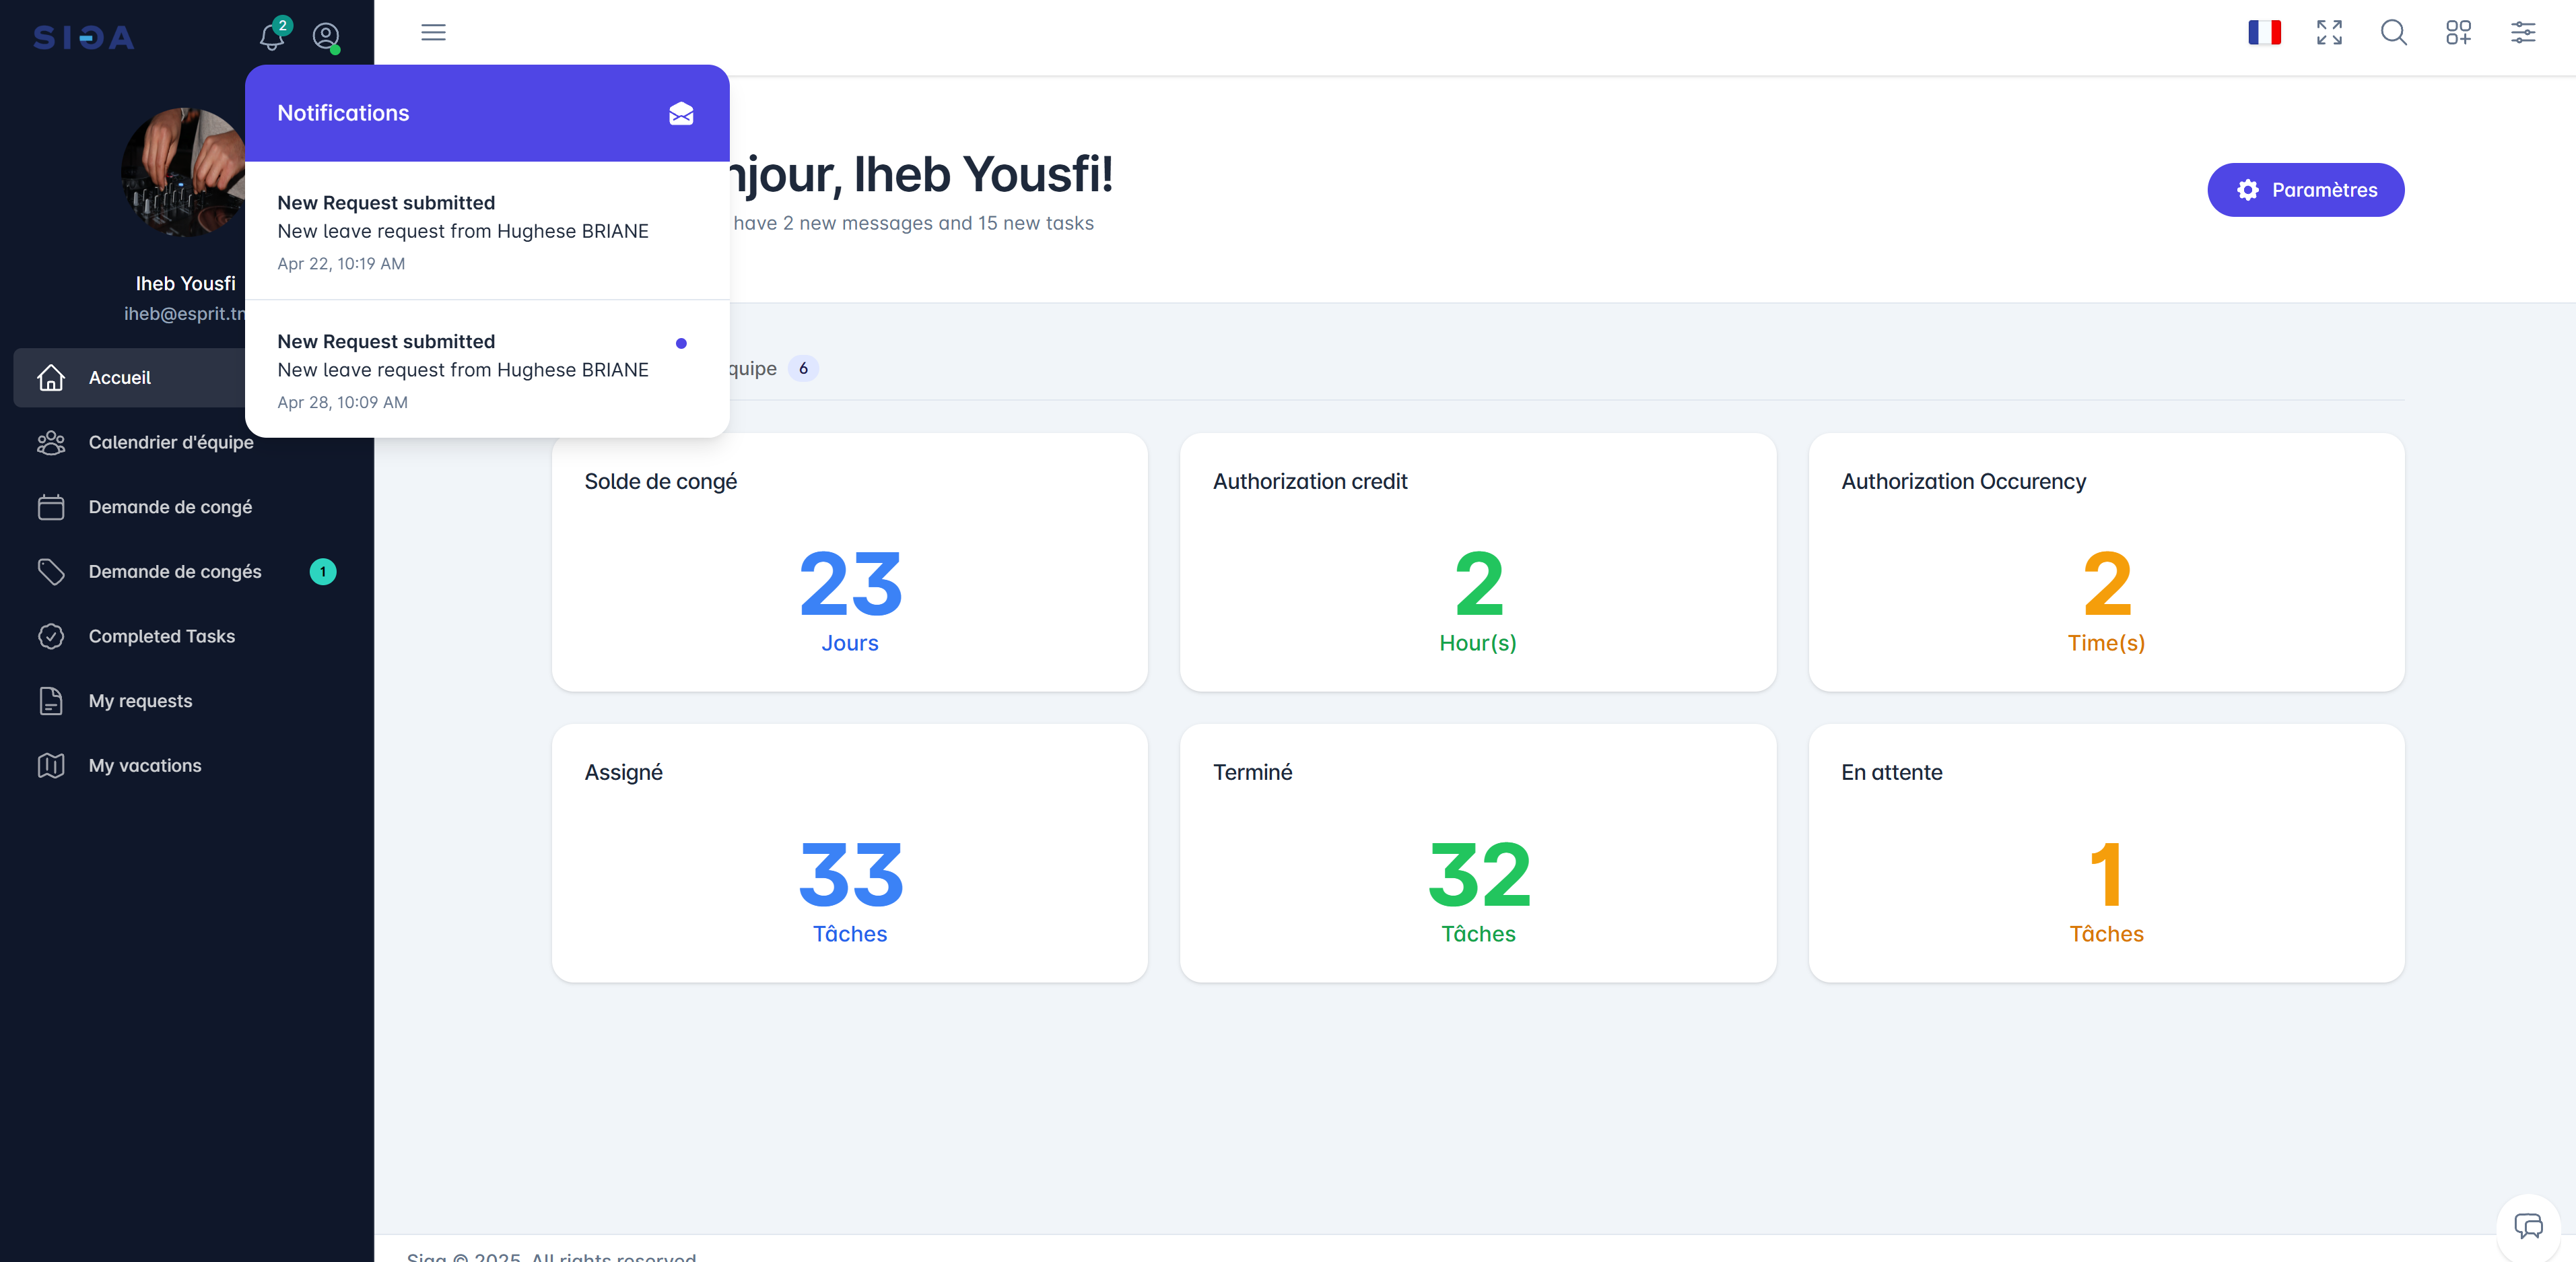 SIGA
2
Iheb Yousfi
iheb@esprit.tn
Accueil
Calendrier d'équipe
Demande de congé
Demande de congés
1
Completed Tasks
My requests
My vacations
Notifications
New Request submitted
New leave request from Hughese BRIANE
Apr 22, 10:19 AM
New Request submitted
New leave request from Hughese BRIANE
Apr 28, 10:09 AM
njour, Iheb Yousfi!
have 2 new messages and 15 new tasks
Paramètres
quipe 6
Solde de congé
23
Jours
Authorization credit
2
Hour(s)
Authorization Occurency
2
Time(s)
Assigné
33
Tâches
Terminé
32
Tâches
En attente
1
Tâches
Siga © 2025. All rights reserved